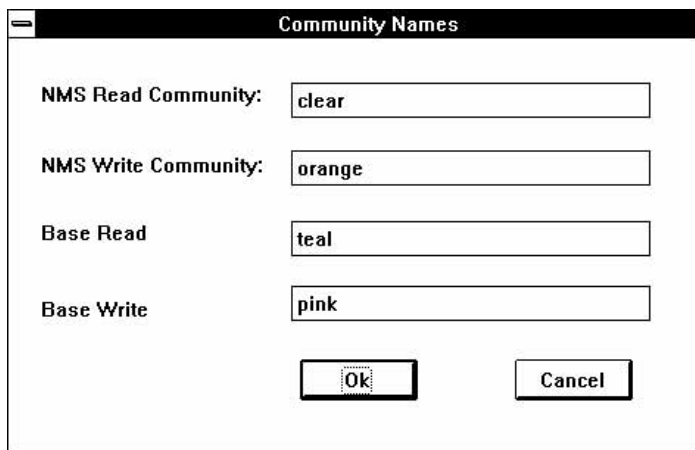 Community Names
NMS Read Community: clear
NMS Write Community: orange
Base Read teal
Base Write pink
Ok Cancel